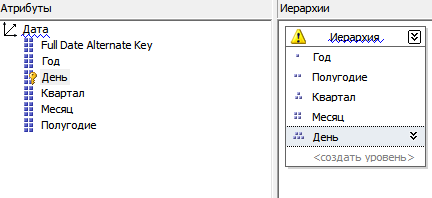 Атрибуты
Дата
Full Date Alternate Key
Год
День
Квартал
Месяц
Полугодие
Иерархии
Иерархия
Год
Полугодие
Квартал
Месяц
День
<создать уровень>